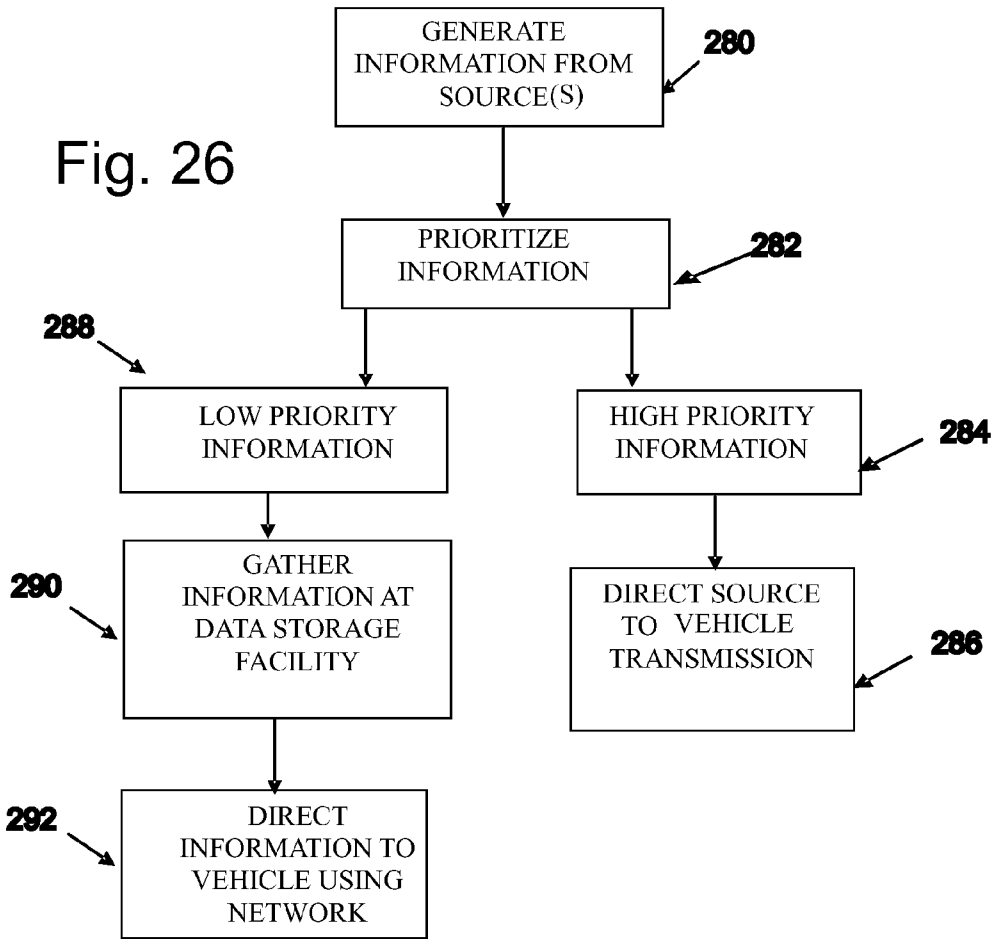 GENERATE
INFORMATION FROM
SOURCE(S)
280
Fig. 26
PRIORITIZE
INFORMATION
282
288
LOW PRIORITY
INFORMATION
HIGH PRIORITY
INFORMATION
284
290
GATHER
INFORMATION AT
DATA STORAGE
FACILITY
DIRECT SOURCE
TO VEHICLE
TRANSMISSION
286
292
DIRECT
INFORMATION TO
VEHICLE USING
NETWORK